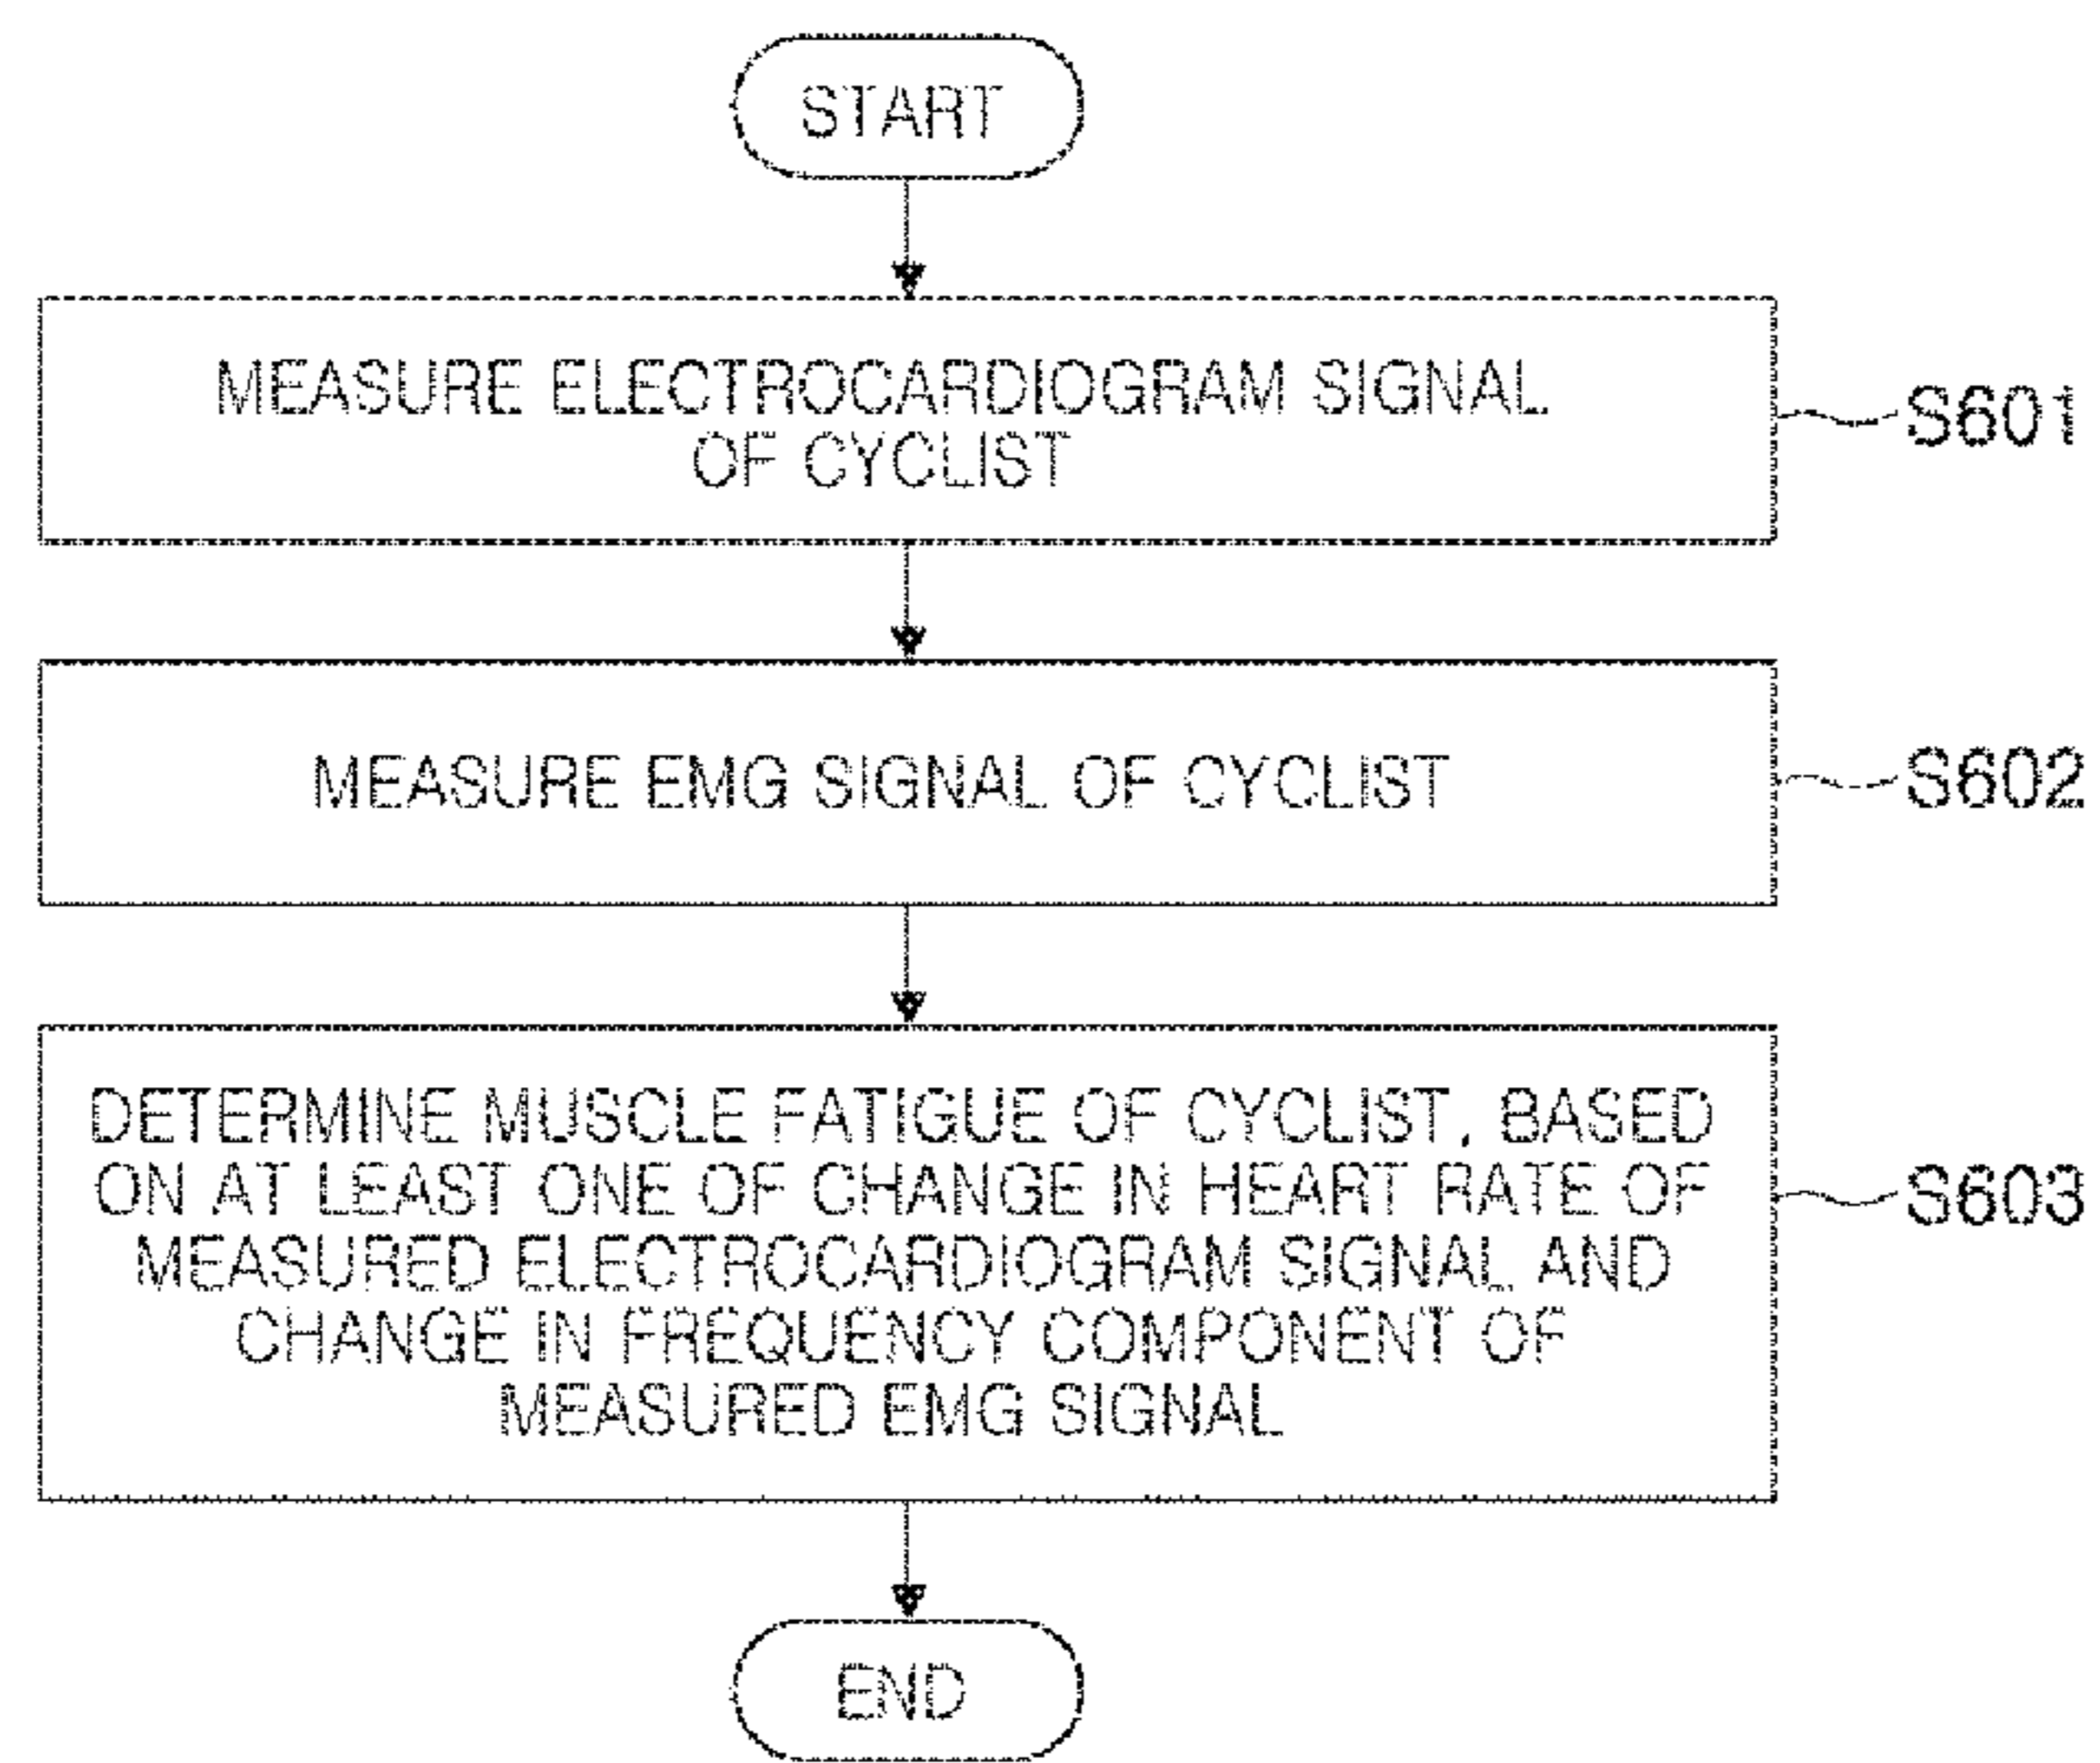 START
MEASURE ELECTROCARDIOGRAM SIGNAL
OF CYCLIST
S601
MEASURE EMG SIGNAL OF CYCLIST
S602
DETERMINE MUSCLE FATIGUE OF CYCLIST, BASED
ON AT LEAST ONE OF CHANGE IN HEART RATE OF
MEASURED ELECTROCARDIOGRAM SIGNAL AND
CHANGE IN FREQUENCY COMPONENT OF
MEASURED EMG SIGNAL
S603
END